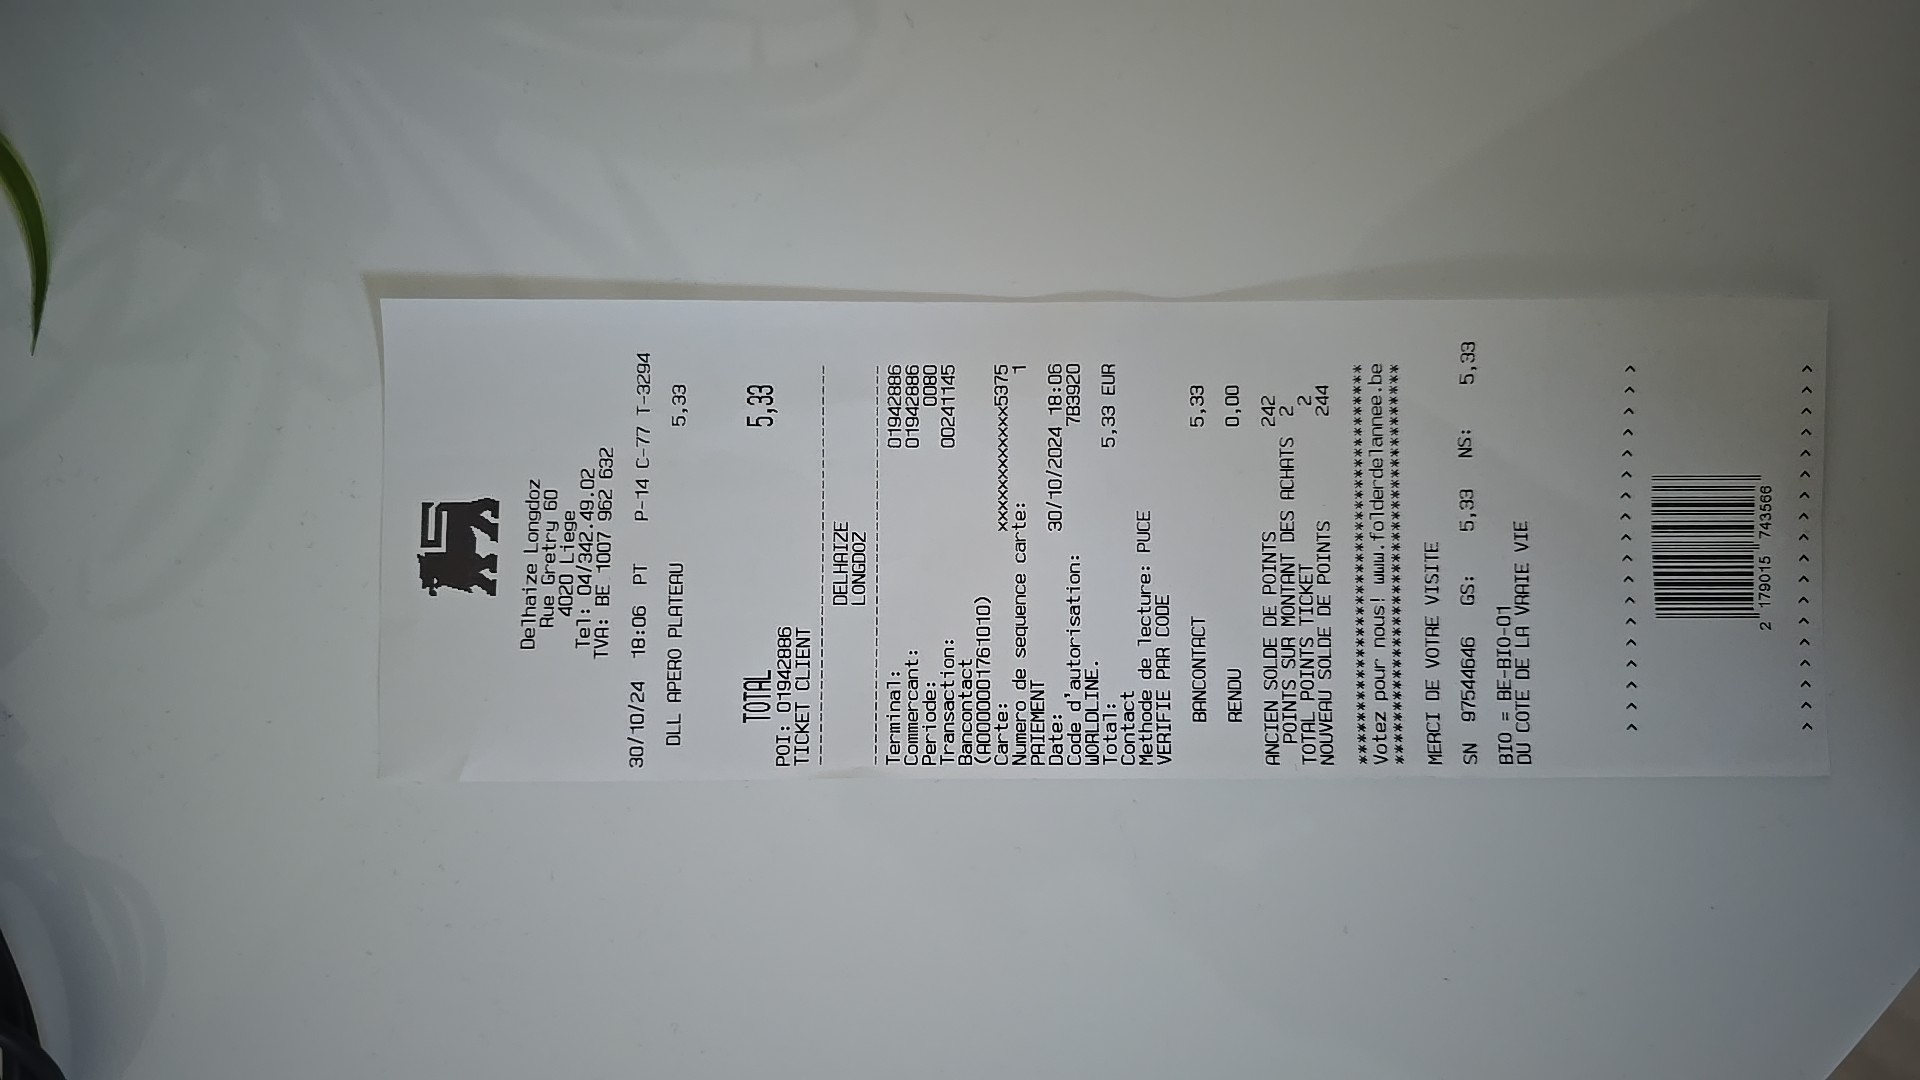 Delhaize Longdoz
Rue Gretry 60
4020 Liege
Tel: 04/342.49.02
TVA: BE 1007 962 632
30/10/24 18:06 PT P-14 C-77 T-3294
DLL APERO PLATEAU 5,33
TOTAL 5,33
POI: 01942886
TICKET CLIENT
--------------------------------------------
DELHAIZE
LONGDOZ
--------------------------------------------
Terminal: 01942886
Commercant: 01942886
Periode: 0080
Transaction: 00241145
Bancontact
(A0000001761010)
Carte: xxxxxxxxxxxxx5375
Numero de sequence carte: 1
PAIEMENT
Date: 30/10/2024 18:06
Code d'autorisation: 7B3920
WORLDLINE.
Total: 5,33 EUR
Contact
Methode de lecture: PUCE
VERIFIE PAR CODE
BANCONTACT 5,33
RENDU 0,00
ANCIEN SOLDE DE POINTS 242
POINTS SUR MONTANT DES ACHATS 2
TOTAL POINTS TICKET 2
NOUVEAU SOLDE DE POINTS 244
******************************************
Votez pour nous! www.folderdelannee.be
******************************************
MERCI DE VOTRE VISITE
SN 97544646 GS: 5,33 NS: 5,33
BIO = BE-BIO-01
DU COTE DE LA VRAIE VIE
> > > > > > > > > > > > > > > > > >
2 179015 743566
> > > > > > > > > > > > > > > > > >